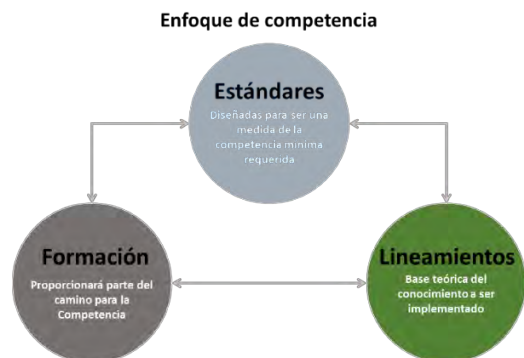 Enfoque de competencia
Estándares
Diseñadas para ser una
medida de la
competencia mínima
requerida
Formación
Proporcionará parte del
camino para la
Competencia
Lineamientos
Base teórica del
conocimiento a ser
implementado